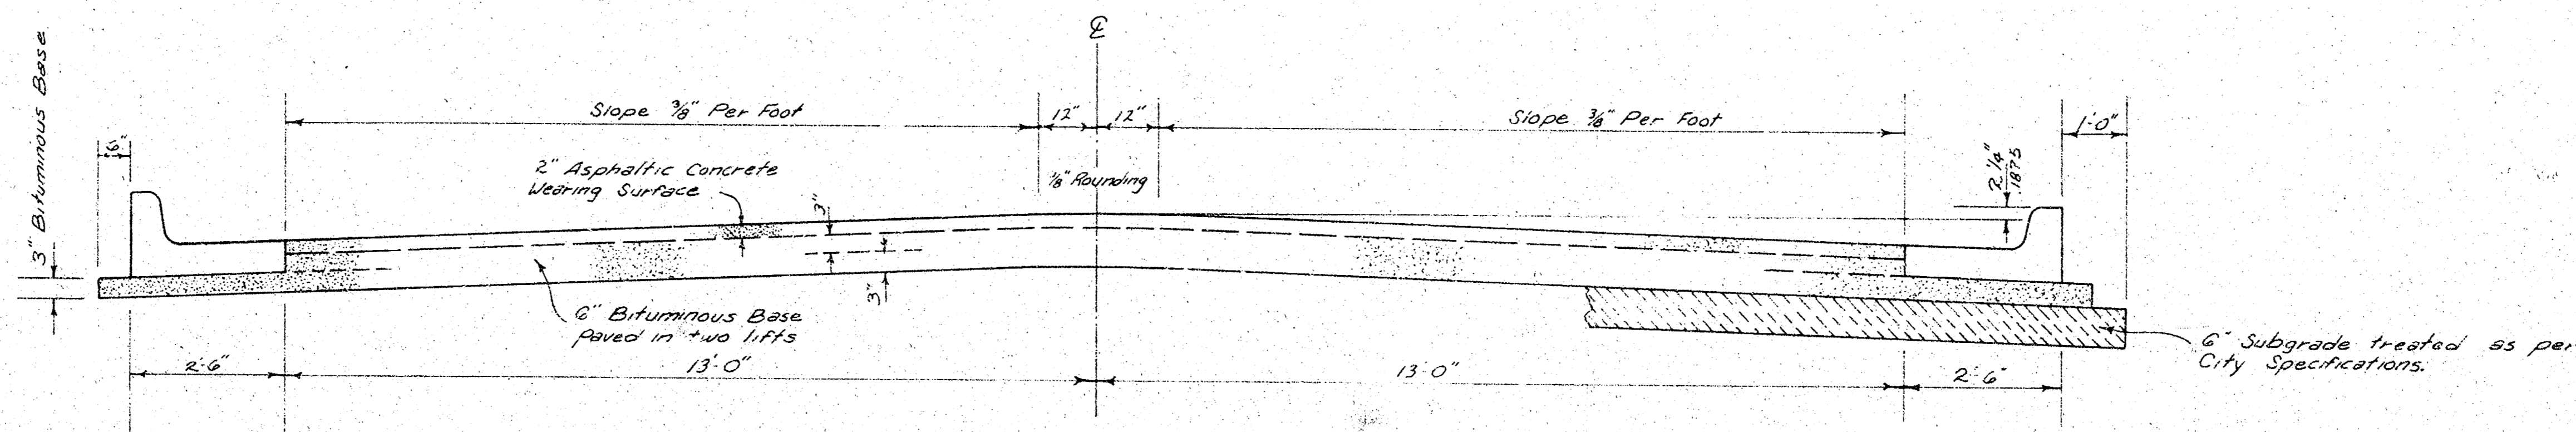 ℄
3" Bituminous Base
6"
Slope 3/8" Per Foot
12"
12"
Slope 3/8" Per Foot
1'-0"
2 1/4"
.1875
2" Asphaltic Concrete
Wearing Surface
1/8" Rounding
3"
3"
6" Bituminous Base
paved in two lifts
6" Subgrade treated as per
City Specifications.
2'-6"
13'-0"
13'-0"
2'-6"